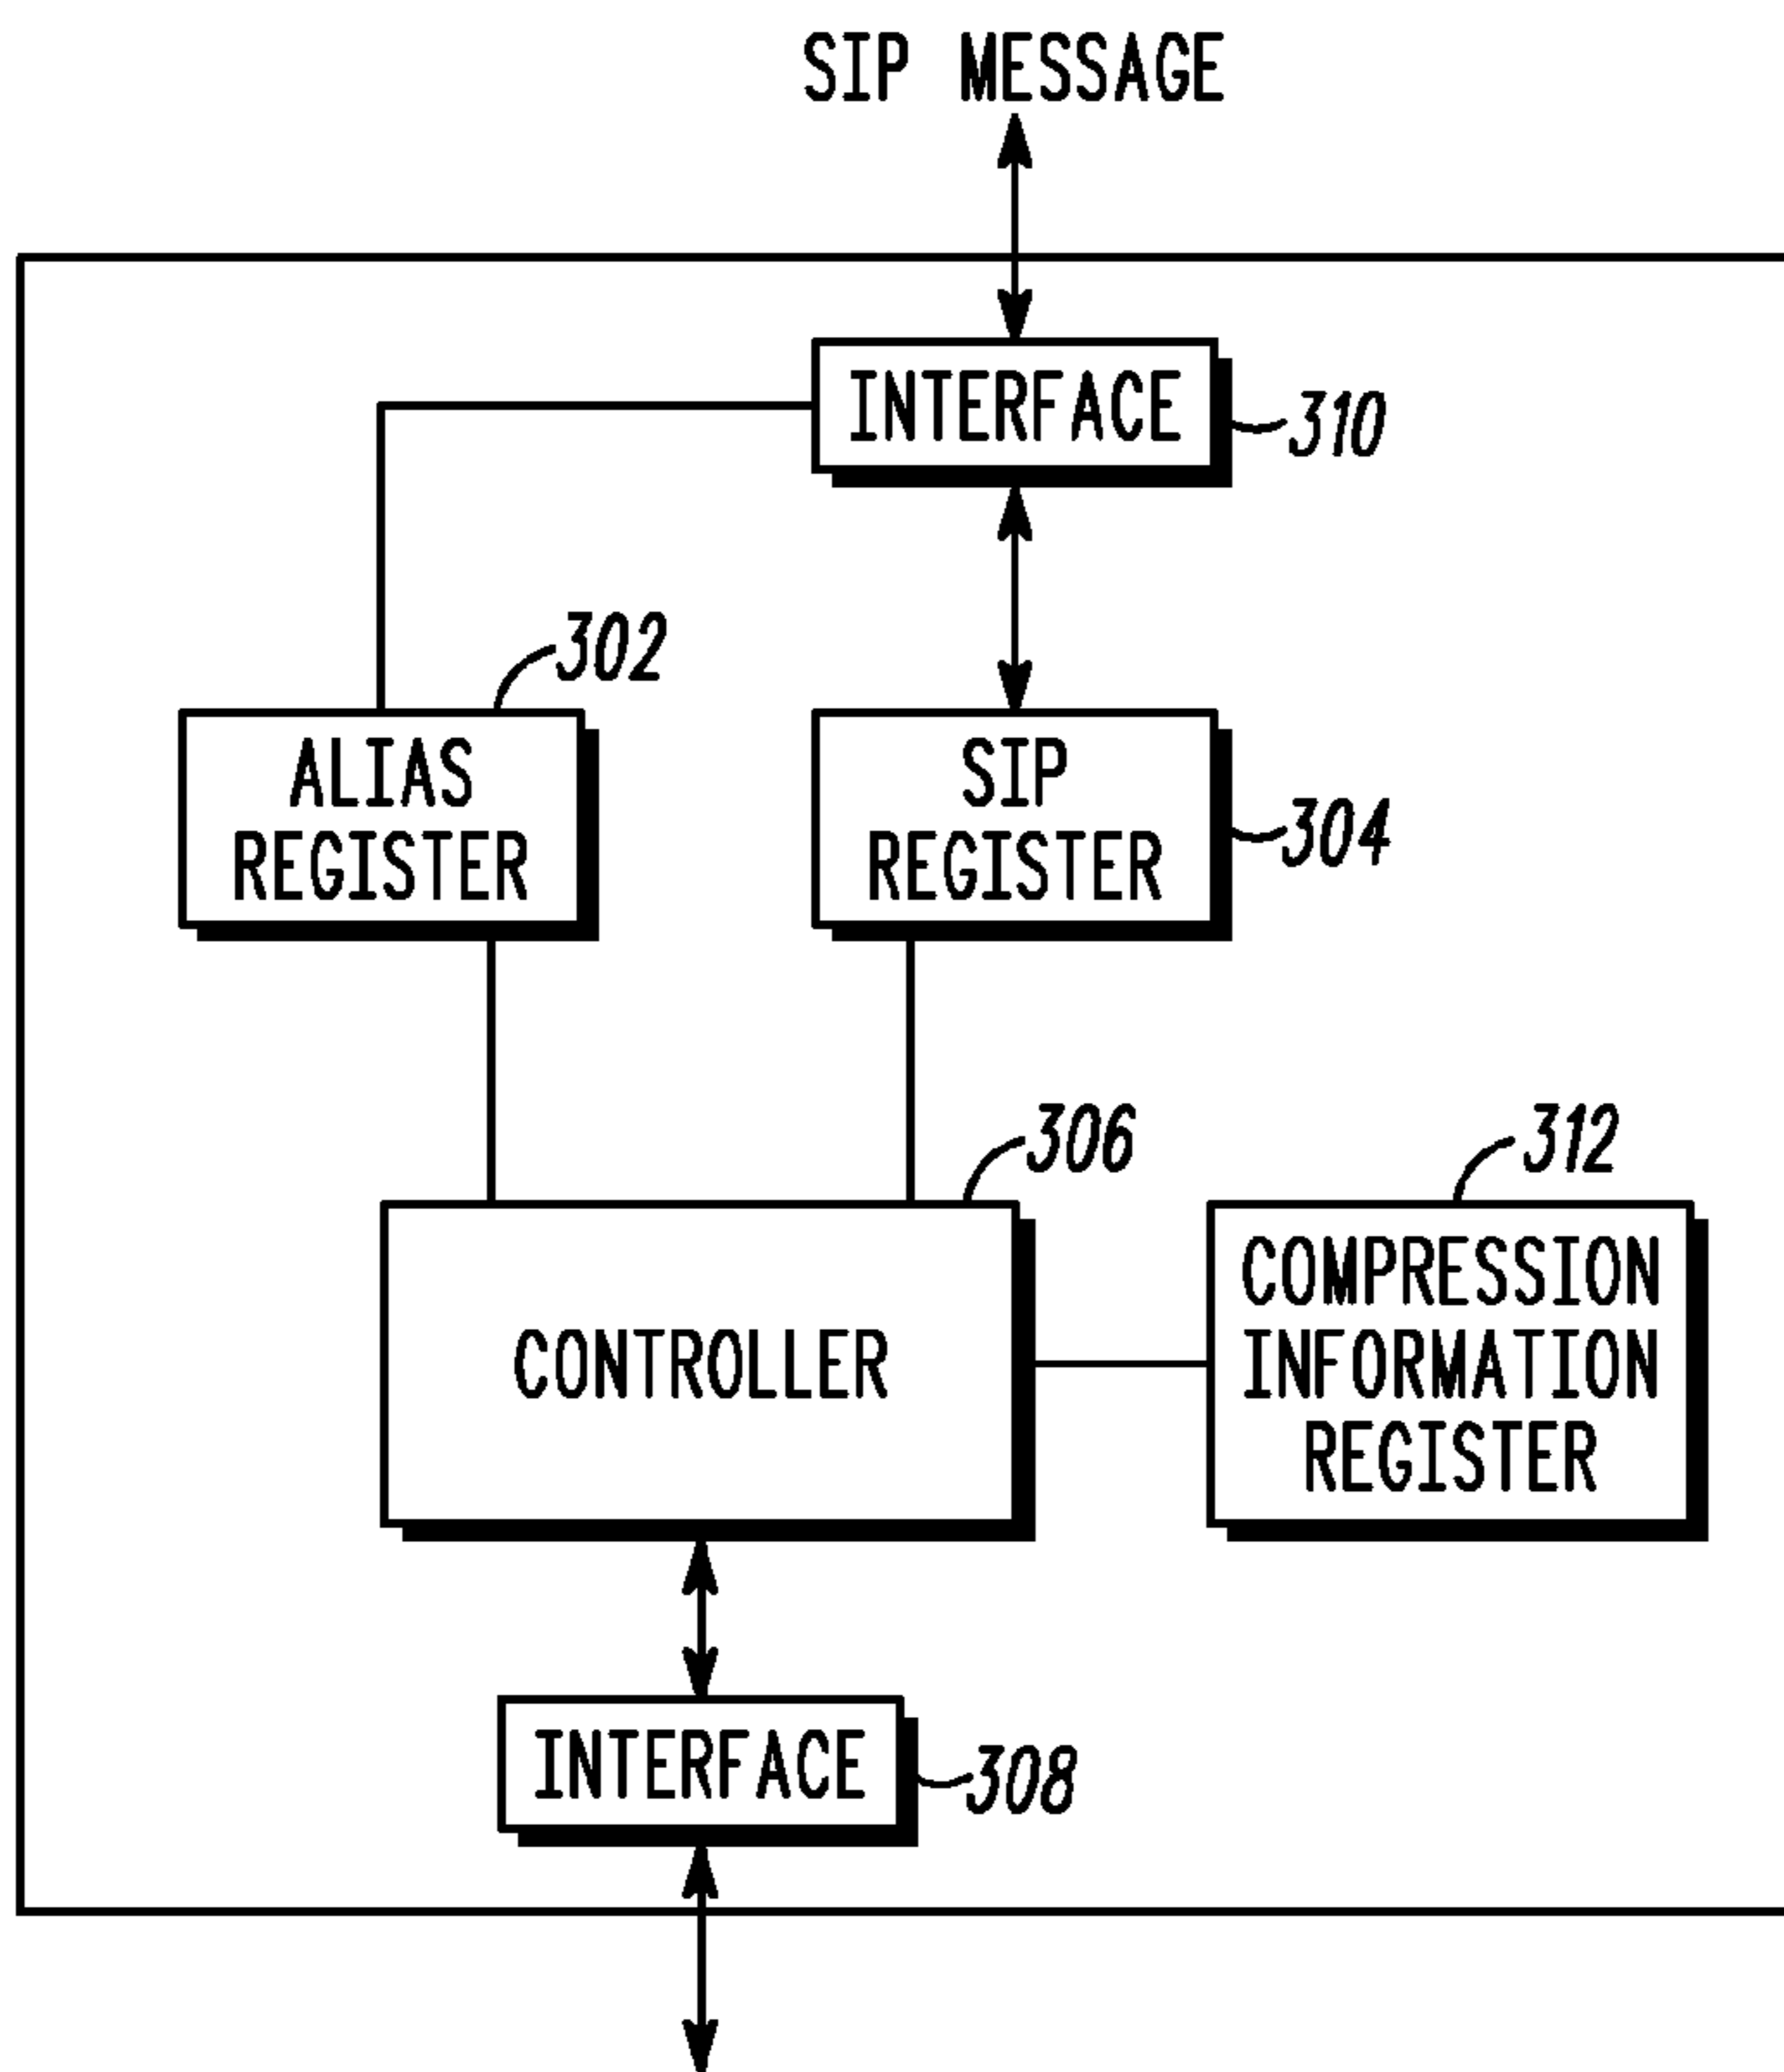 SIP MESSAGE
INTERFACE
310
302
ALIAS
REGISTER
SIP
REGISTER
304
306
312
CONTROLLER
COMPRESSION
INFORMATION
REGISTER
INTERFACE
308